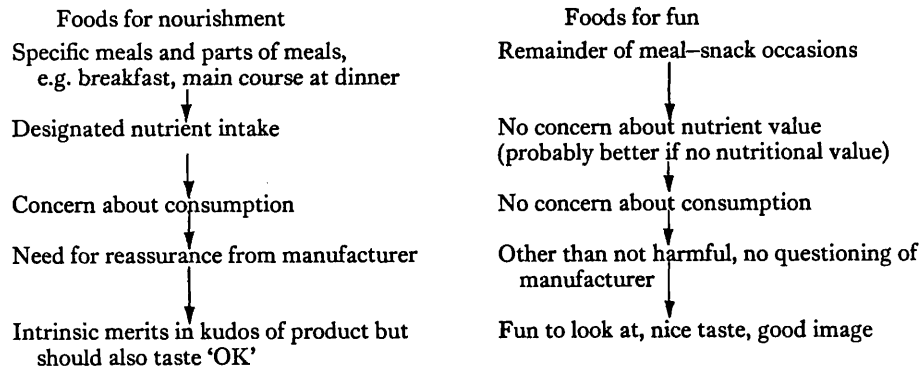 Foods for nourishment
Specific meals and parts of meals,
e.g. breakfast, main course at dinner
Designated nutrient intake
Concern about consumption
Need for reassurance from manufacturer
Intrinsic merits in kudos of product but
should also taste ‘OK’
Foods for fun
Remainder of meal–snack occasions
No concern about nutrient value
(probably better if no nutritional value)
No concern about consumption
Other than not harmful, no questioning of
manufacturer
Fun to look at, nice taste, good image